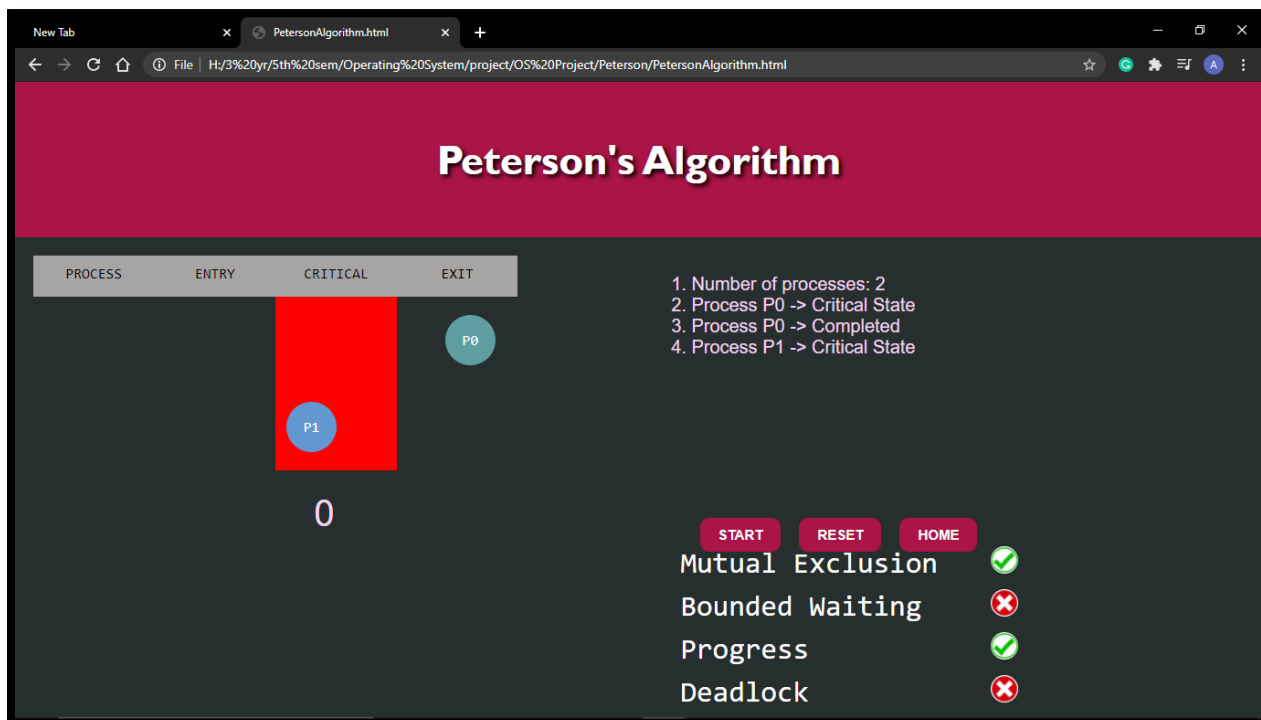 New Tab
PetersonAlgorithm.html
File | H:/3%20yr/5th%20sem/Operating%20System/project/OS%20Project/Peterson/PetersonAlgorithm.html
G
A
Peterson's Algorithm
PROCESS ENTRY CRITICAL EXIT
P0
P1
0
1. Number of processes: 2
2. Process P0 -> Critical State
3. Process P0 -> Completed
4. Process P1 -> Critical State
START RESET HOME
Mutual Exclusion
Bounded Waiting
Progress
Deadlock